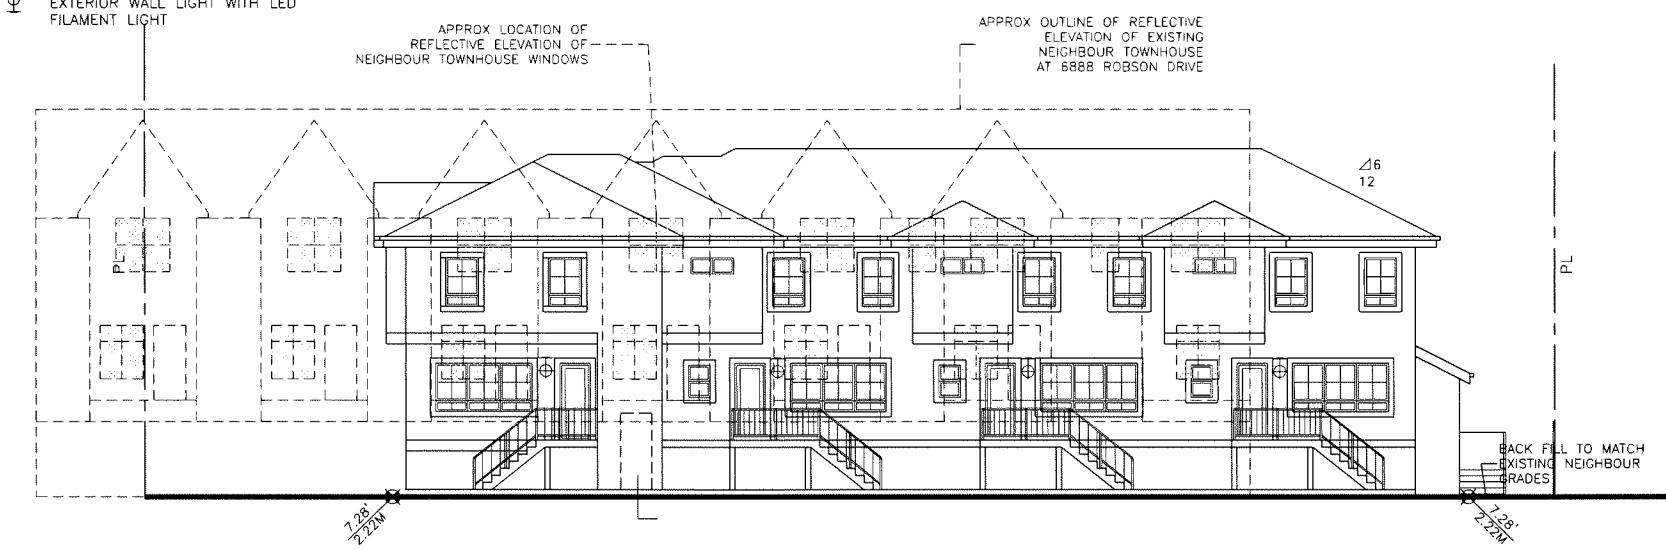 EXTERIOR WALL LIGHT WITH LED
FILAMENT LIGHT
APPROX LOCATION OF
REFLECTIVE ELEVATION OF
NEIGHBOUR TOWNHOUSE WINDOWS
APPROX OUTLINE OF REFLECTIVE
ELEVATION OF EXISTING
NEIGHBOUR TOWNHOUSE
AT 6888 ROBSON DRIVE
6
12
PL
PL
BACK FILL TO MATCH
EXISTING NEIGHBOUR
GRADES
7.28'
2.22M
7.28'
2.22M